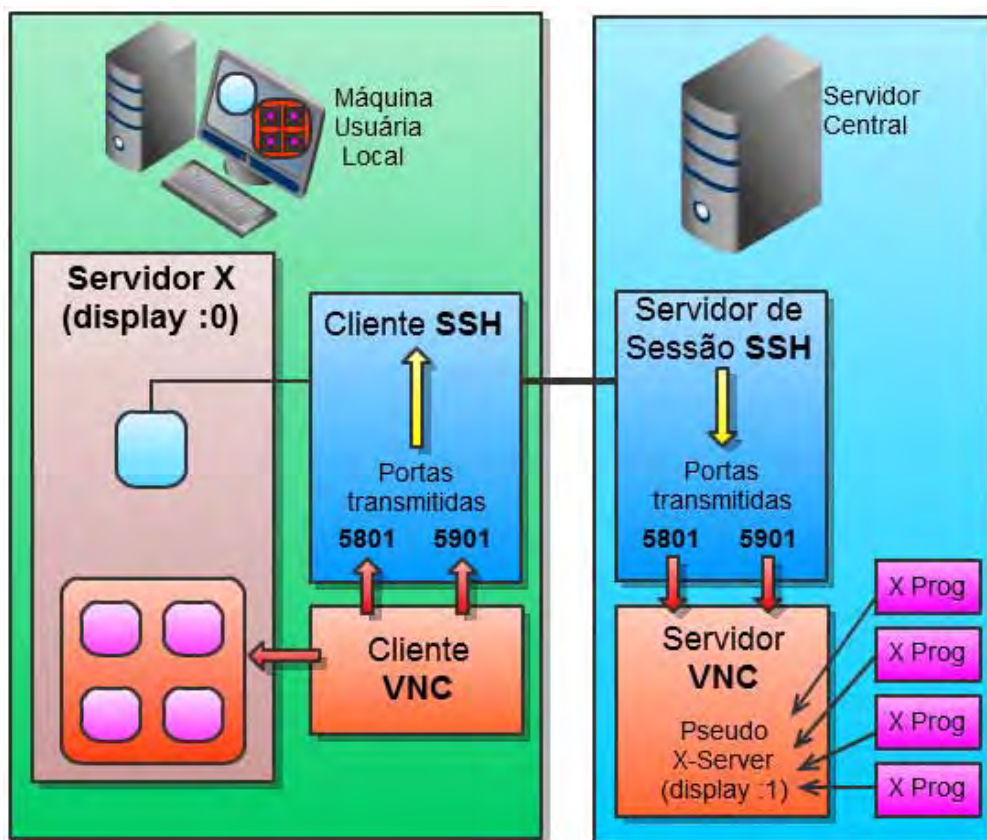 Máquina
Usuária
Local
Servidor
Central
Servidor X
(display :0)
Cliente SSH
Portas
transmitidas
5801 5901
Cliente
VNC
Servidor de
Sessão SSH
Portas
transmitidas
5801 5901
Servidor
VNC
Pseudo
X-Server
(display :1)
X Prog
X Prog
X Prog
X Prog